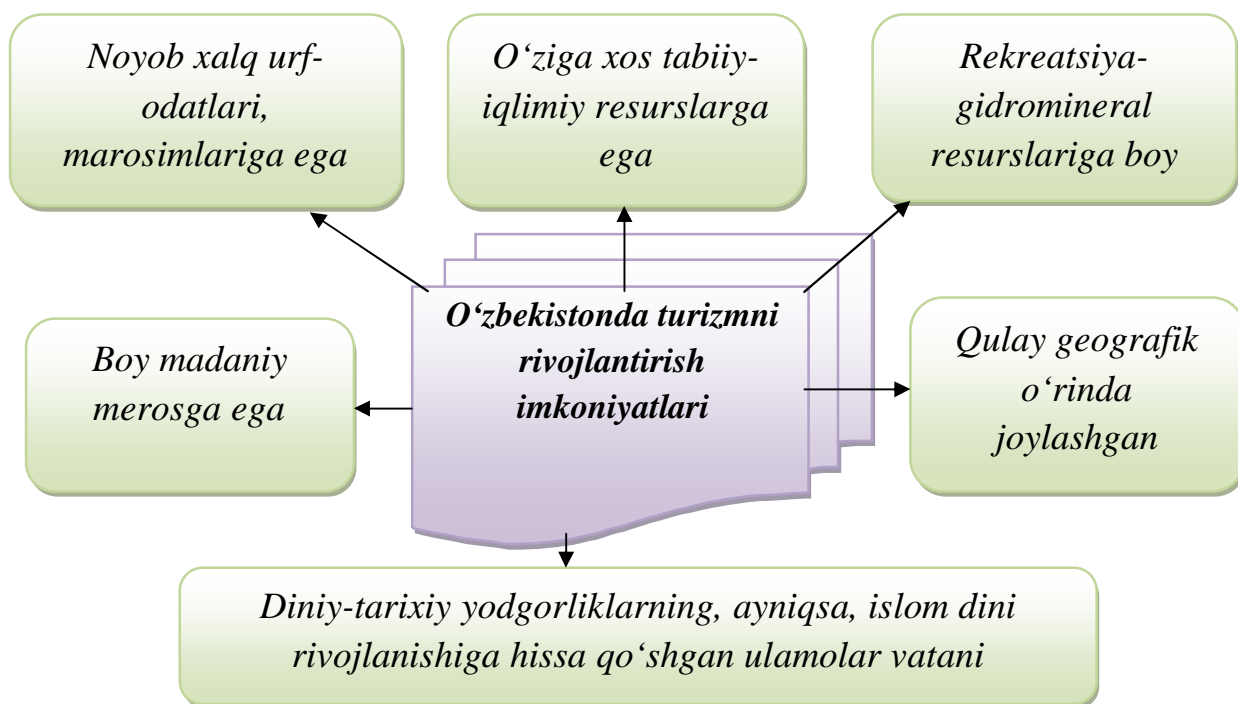 Noyob xalq urf-
odatlari,
marosimlariga ega
O‘ziga xos tabiiy-
iqlimiy resurslarga
ega
Rekreatsiya-
gidromineral
resurslariga boy
O‘zbekistonda turizmni
rivojlantirish
imkoniyatlari
Boy madaniy
merosga ega
Qulay geografik
o‘rinda
joylashgan
Diniy-tarixiy yodgorliklarning, ayniqsa, islom dini
rivojlanishiga hissa qo‘shgan ulamolar vatani